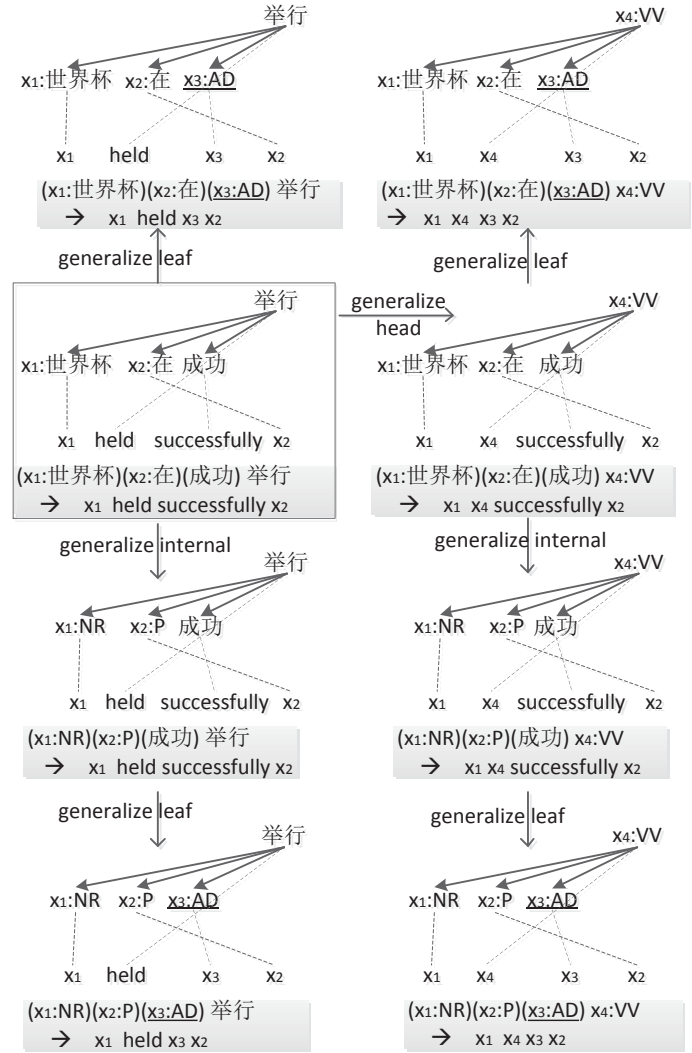 举行
x4:VV
x1:世界杯 x2:在 x3:AD
x1:世界杯 x2:在 x3:AD
x1 held x3 x2
x1 x4 x3 x2
(x1:世界杯)(x2:在)(x3:AD) 举行
→ x1 held x3 x2
(x1:世界杯)(x2:在)(x3:AD) x4:VV
→ x1 x4 x3 x2
generalize leaf
generalize leaf
举行
generalize
head
x4:VV
x1:世界杯 x2:在 成功
x1:世界杯 x2:在 成功
x1 held successfully x2
x1 x4 successfully x2
(x1:世界杯)(x2:在)(成功) 举行
→ x1 held successfully x2
(x1:世界杯)(x2:在)(成功) x4:VV
→ x1 x4 successfully x2
generalize internal
generalize internal
举行
x4:VV
x1:NR x2:P 成功
x1:NR x2:P 成功
x1 held successfully x2
x1 x4 successfully x2
(x1:NR)(x2:P)(成功) 举行
→ x1 held successfully x2
(x1:NR)(x2:P)(成功) x4:VV
→ x1 x4 successfully x2
generalize leaf
generalize leaf
举行
x4:VV
x1:NR x2:P x3:AD
x1:NR x2:P x3:AD
x1 held x3 x2
x1 x4 x3 x2
(x1:NR)(x2:P)(x3:AD) 举行
→ x1 held x3 x2
(x1:NR)(x2:P)(x3:AD) x4:VV
→ x1 x4 x3 x2